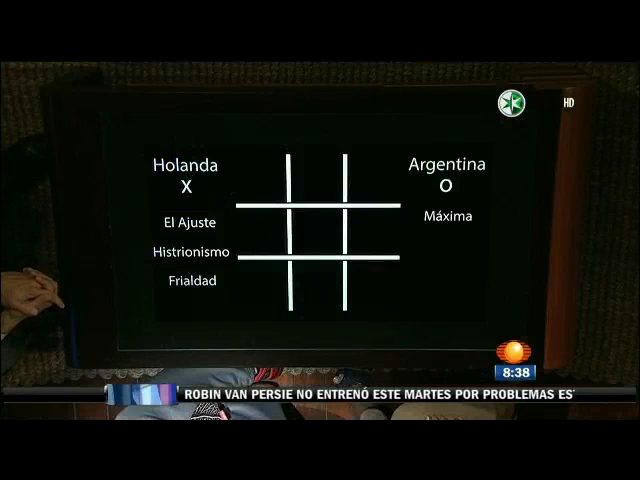 HD
Holanda
X
Argentina
O
El Ajuste
Máxima
Histrionismo
Frialdad
8:38
ROBIN VAN PERSIE NO ENTRENÓ ESTE MARTES POR PROBLEMAS ES